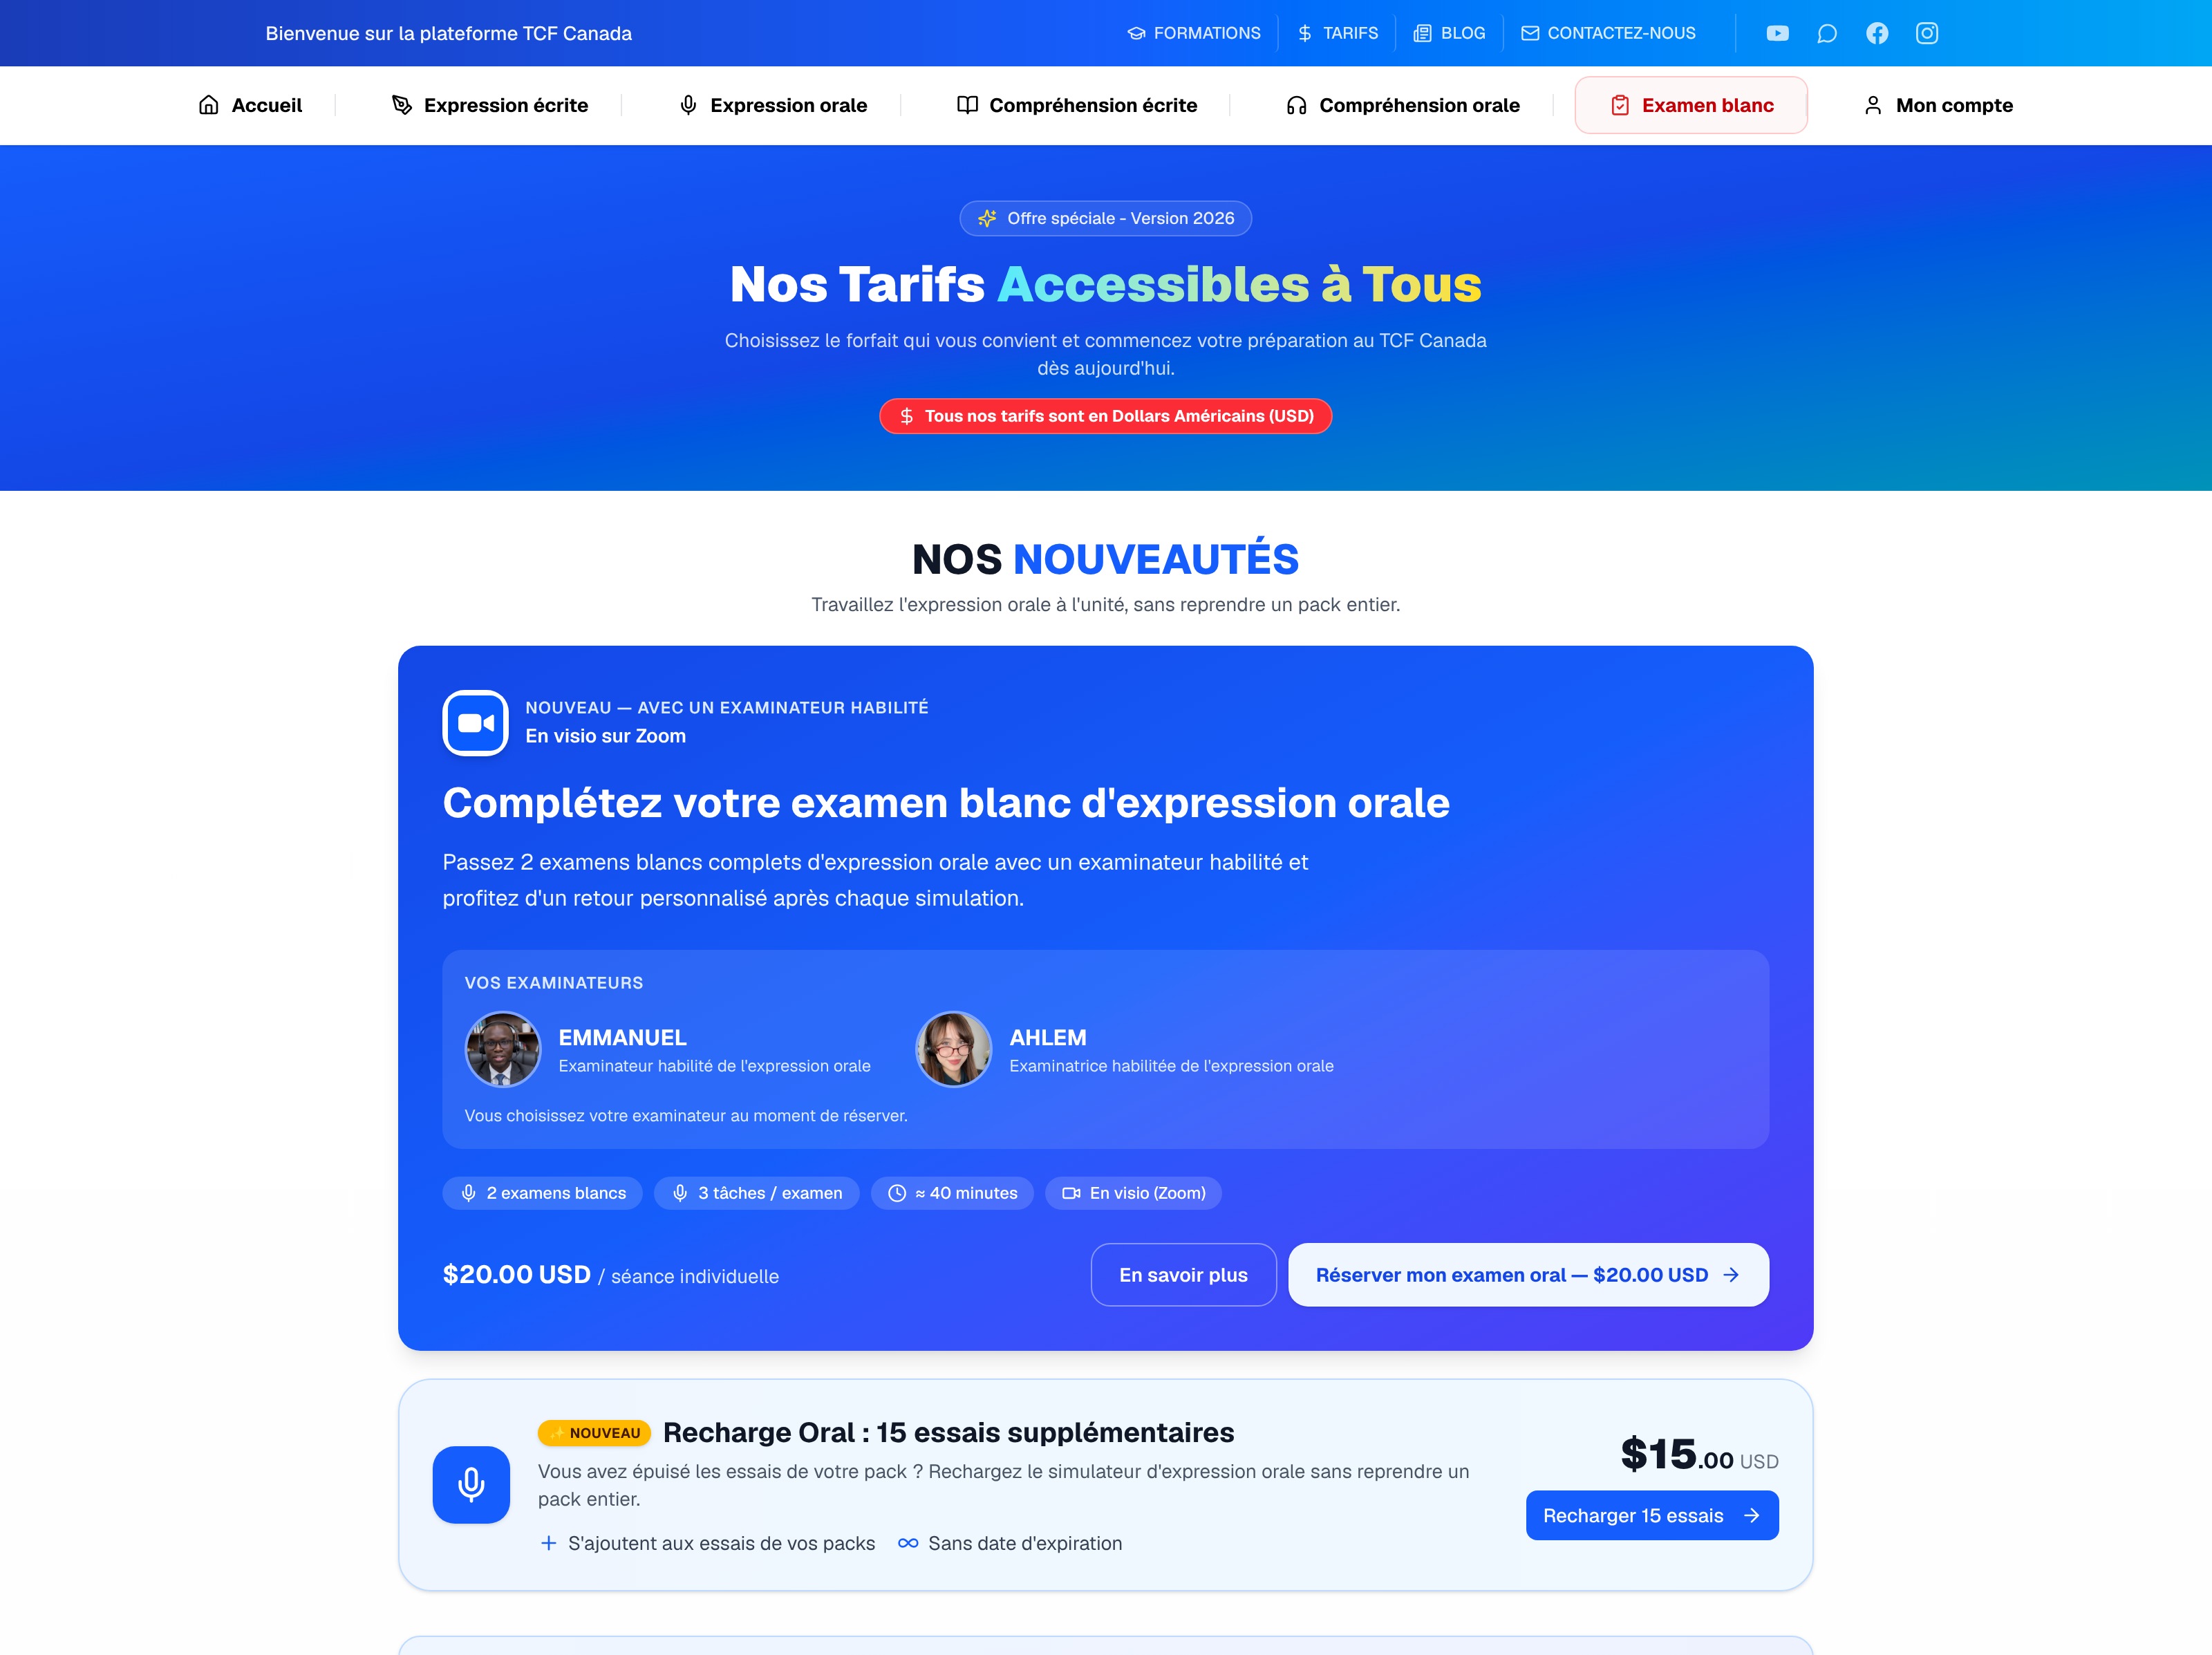 Bienvenue sur la plateforme TCF Canada
FORMATIONS
TARIFS
BLOG
CONTACTEZ-NOUS
Accueil
Expression écrite
Expression orale
Compréhension écrite
Compréhension orale
Examen blanc
Mon compte
Offre spéciale - Version 2026
Nos Tarifs Accessibles à Tous
Choisissez le forfait qui vous convient et commencez votre préparation au TCF Canada
dès aujourd'hui.
Tous nos tarifs sont en Dollars Américains (USD)
NOS NOUVEAUTÉS
Travaillez l'expression orale à l'unité, sans reprendre un pack entier.
NOUVEAU — AVEC UN EXAMINATEUR HABILITÉ
En visio sur Zoom
Complétez votre examen blanc d'expression orale
Passez 2 examens blancs complets d'expression orale avec un examinateur habilité et
profitez d'un retour personnalisé après chaque simulation.
VOS EXAMINATEURS
EMMANUEL
Examinateur habilité de l'expression orale
AHLEM
Examinatrice habilitée de l'expression orale
Vous choisissez votre examinateur au moment de réserver.
2 examens blancs
3 tâches / examen
≈ 40 minutes
En visio (Zoom)
$20.00 USD / séance individuelle
En savoir plus
Réserver mon examen oral — $20.00 USD →
✨ NOUVEAU
Recharge Oral : 15 essais supplémentaires
Vous avez épuisé les essais de votre pack ? Rechargez le simulateur d'expression orale sans reprendre un
pack entier.
S'ajoutent aux essais de vos packs
Sans date d'expiration
$15.00 USD
Recharger 15 essais →